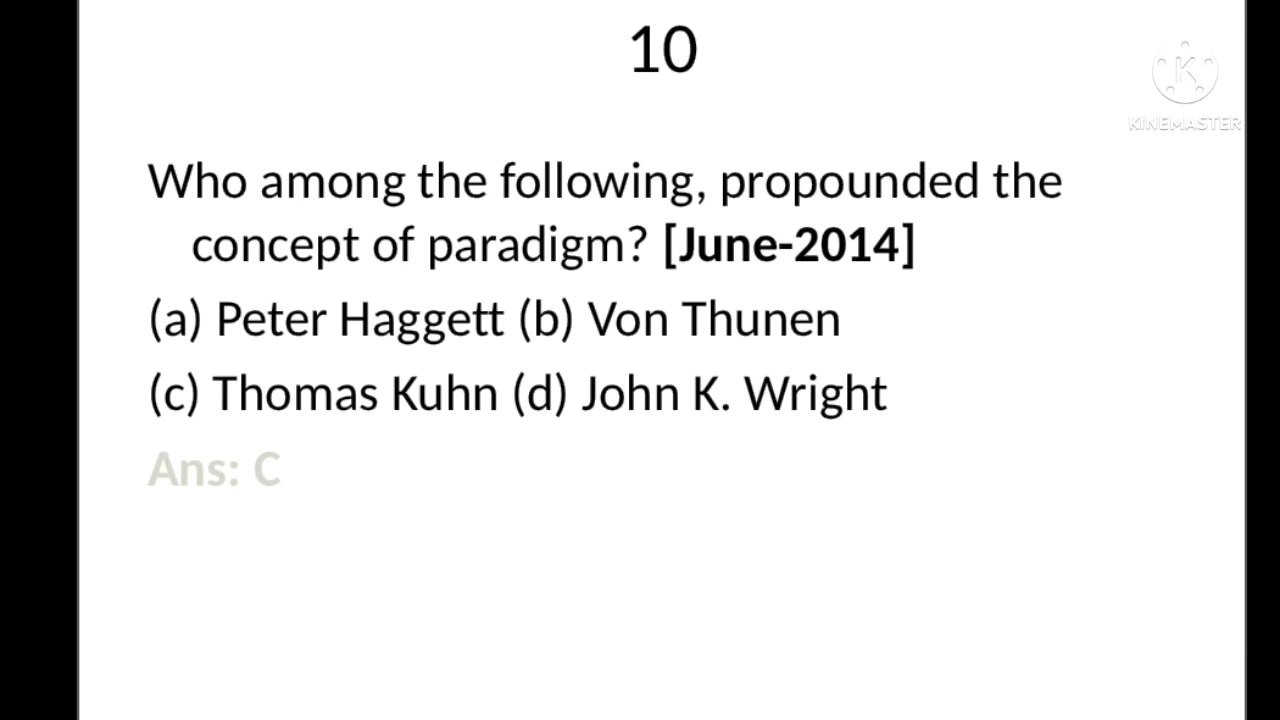 10
KINEMASTER
Who among the following, propounded the
concept of paradigm? [June-2014]
(a) Peter Haggett (b) Von Thunen
(c) Thomas Kuhn (d) John K. Wright
Ans: C